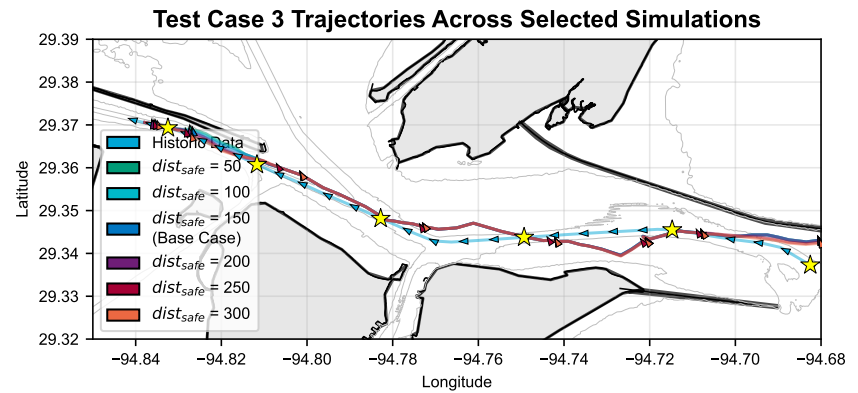 Test Case 3 Trajectories Across Selected Simulations
29.39
29.38
29.37
29.36
29.35
29.34
29.33
29.32
Latitude
Historic Data
dist_safe = 50
dist_safe = 100
dist_safe = 150
(Base Case)
dist_safe = 200
dist_safe = 250
dist_safe = 300
−94.84 −94.82 −94.80 −94.78 −94.76 −94.74 −94.72 −94.70 −94.68
Longitude